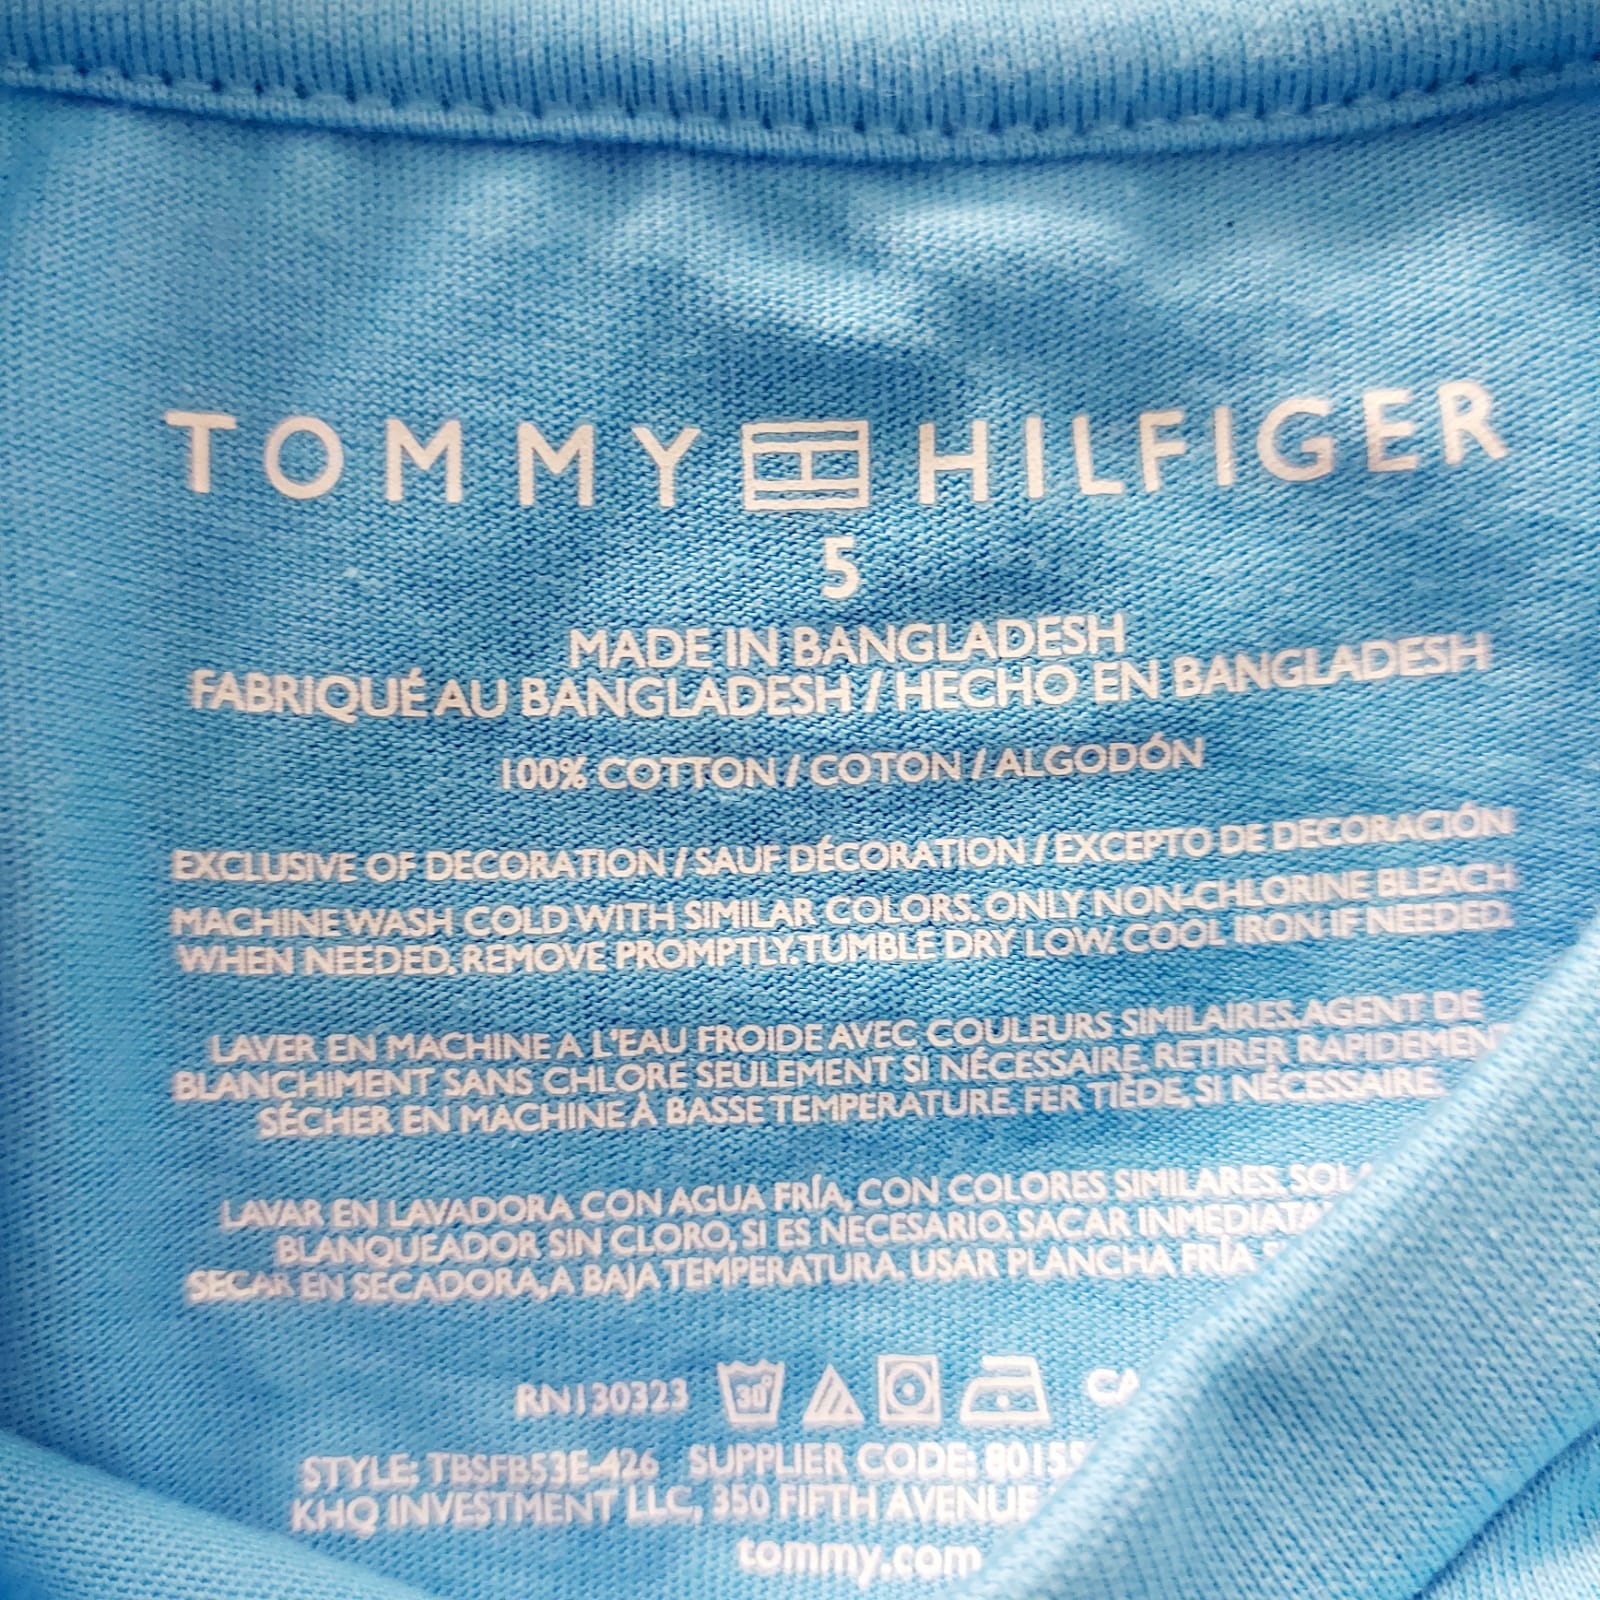 TOMMY HILFIGER
5
MADE IN BANGLADESH
FABRIQUÉ AU BANGLADESH / HECHO EN BANGLADESH
100% COTTON / COTON / ALGODÓN
EXCLUSIVE OF DECORATION / SAUF DÉCORATION / EXCEPTO DE DECORACIÓN
MACHINE WASH COLD WITH SIMILAR COLORS. ONLY NON-CHLORINE BLEACH
WHEN NEEDED, REMOVE PROMPTLY. TUMBLE DRY LOW. COOL IRON IF NEEDED.
LAVER EN MACHINE A L'EAU FROIDE AVEC COULEURS SIMILAIRES. AGENT DE
BLANCHIMENT SANS CHLORE SEULEMENT SI NÉCESSAIRE. RETIRER
SÉCHER EN MACHINE À BASSE TEMPERATURE. FER TIÈDE, SI NÉCESSAIRE.
LAVAR EN LAVADORA CON AGUA FRÍA, CON COLORES SIMILARES.
BLANQUEADOR SIN CLORO, SI ES NECESARIO. SACAR
SECAR EN SECADORA, A BAJA TEMPERATURA. USAR PLANCHA FRÍA
RN130323 30°
STYLE: TBSFB53E-426 SUPPLIER CODE:
KHQ INVESTMENT LLC, 350 FIFTH AVENUE
tommy.com